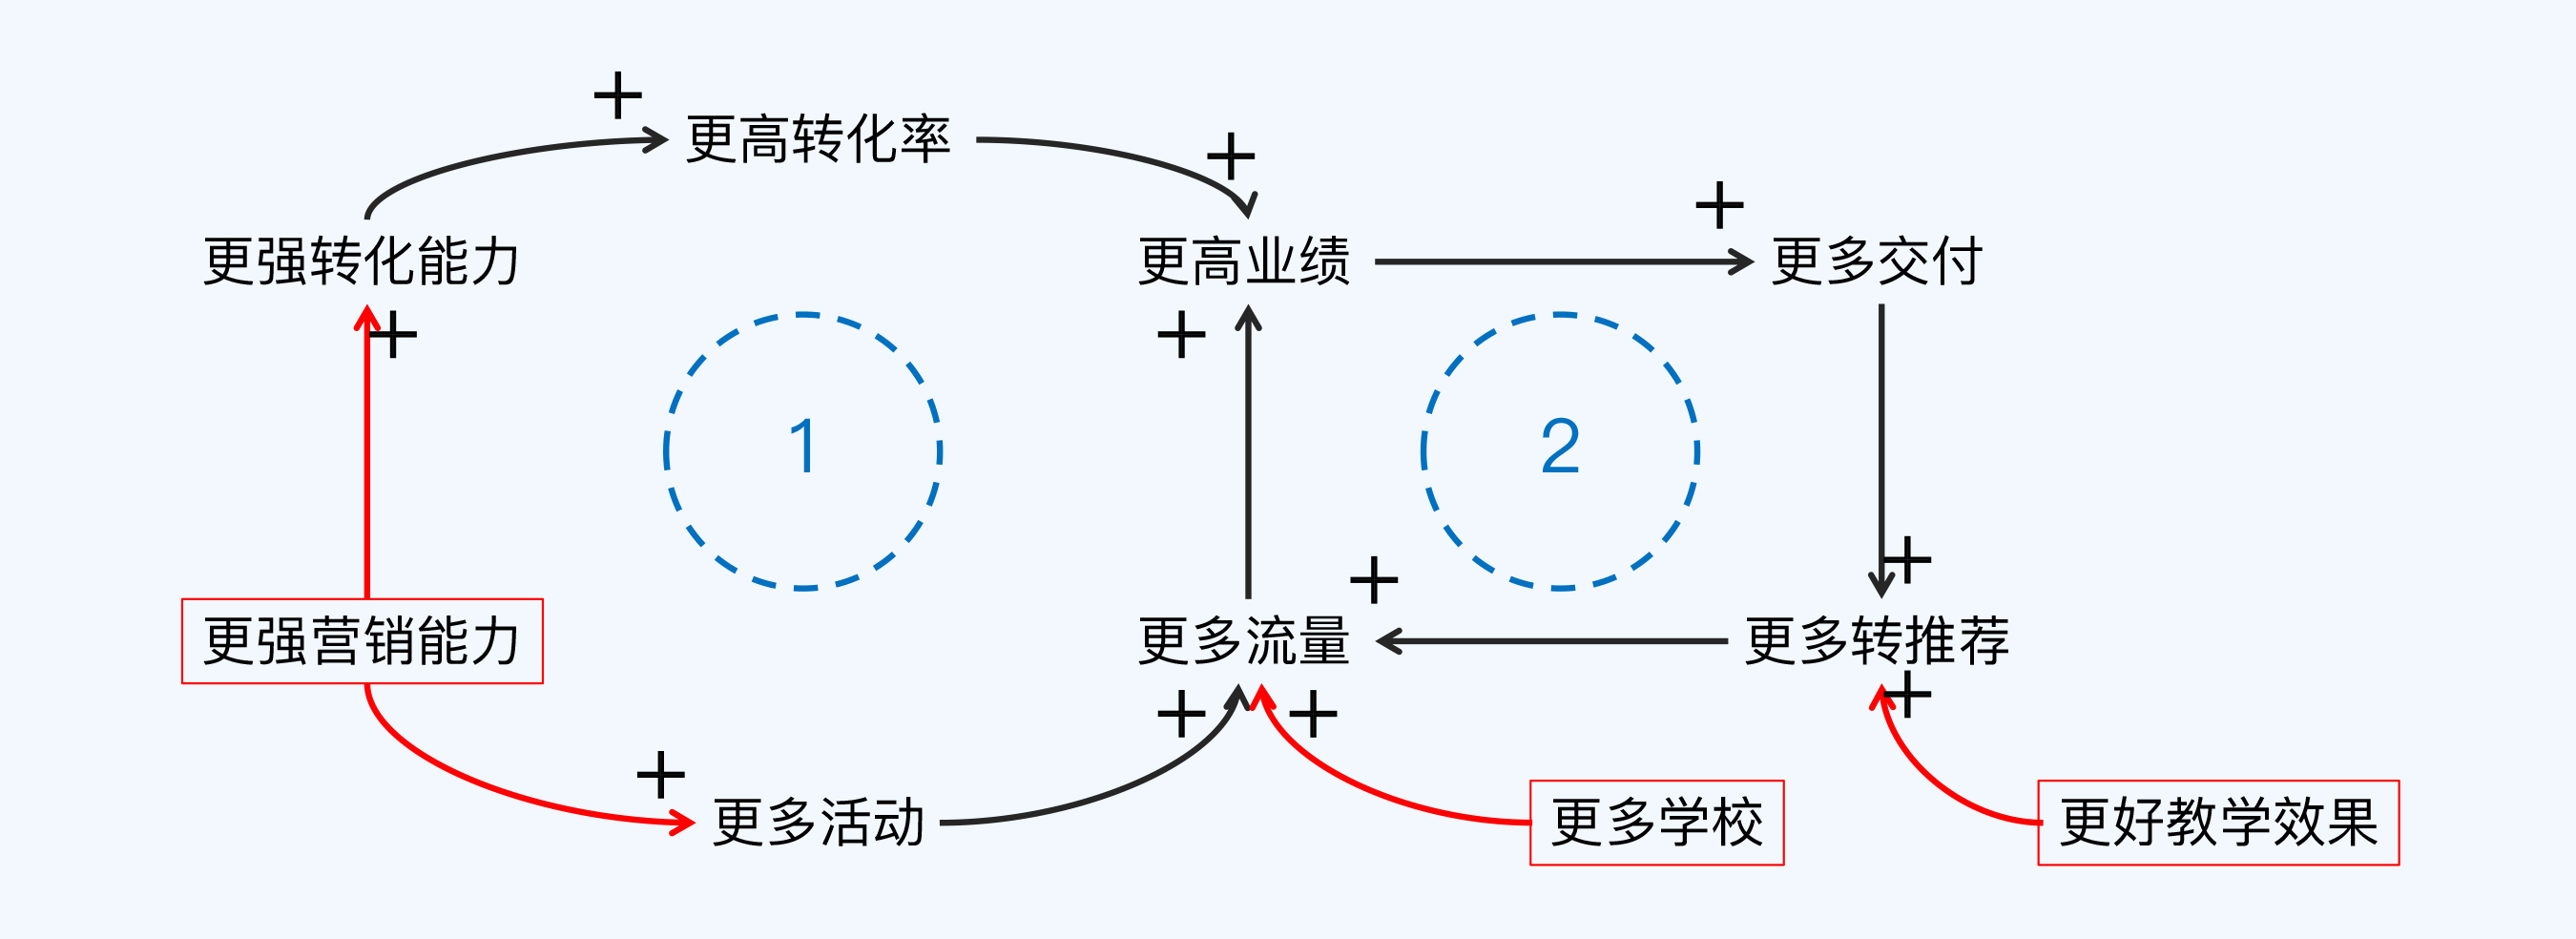 +
更高转化率
+
+
更强转化能力
更高业绩
更多交付
+
+
1
2
+
+
更强营销能力
更多流量
更多转推荐
+
+
+
+
更多活动
更多学校
更好教学效果